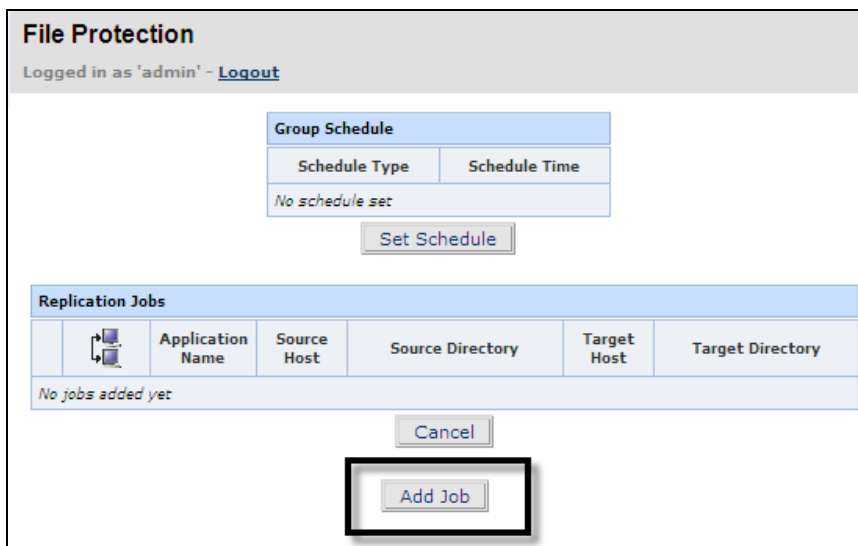 File Protection
Logged in as 'admin' - Logout
Group Schedule
Schedule Type Schedule Time
No schedule set
Set Schedule
Replication Jobs
Application Name Source Host Source Directory Target Host Target Directory
No jobs added yet
Cancel
Add Job